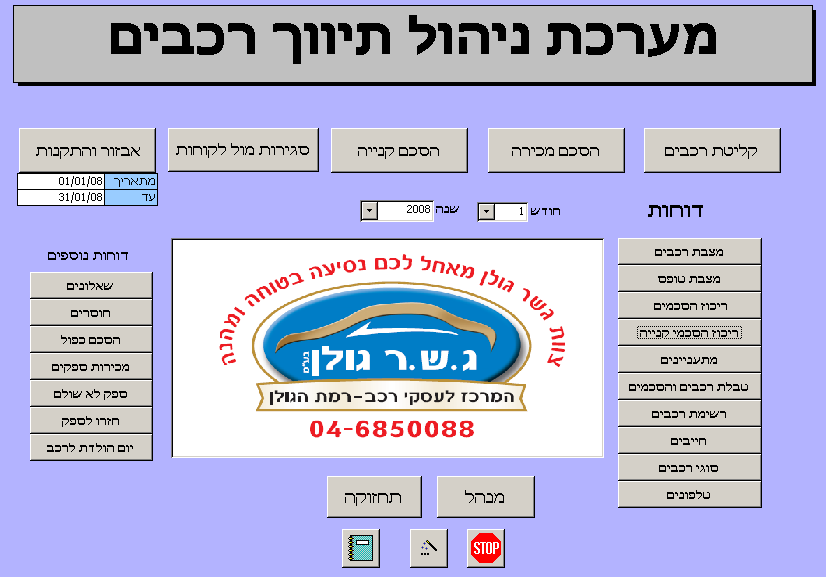 מערכת ניהול תיווך רכבים
קליטת רכבים
הסכם מכירה
הסכם קנייה
סגירות מול לקוחות
אבזור והתקנות
מתאריך 01/01/08
עד 31/01/08
דוחות
חודש 1
שנה 2008
מצבת רכבים
מצבת טופס
ריכוז הסכמים
ריכוז הסכמי קנייה
מתעניינים
טבלת רכבים והסכמים
רשימת רכבים
חייבים
סוגי רכבים
טלפונים
צוות גשר גולן מאחל לכם נסיעה בטוחה ומהנה
ג.ש.ר גולן בע"מ
המרכז לעסקי רכב-רמת הגולן
04-6850088
דוחות נוספים
שאלונים
חוסרים
הסכם כפול
מכירות ספקים
ספק לא שולם
חזרו לספק
יום הולדת לרכב
מנהל
תחזוקה
STOP